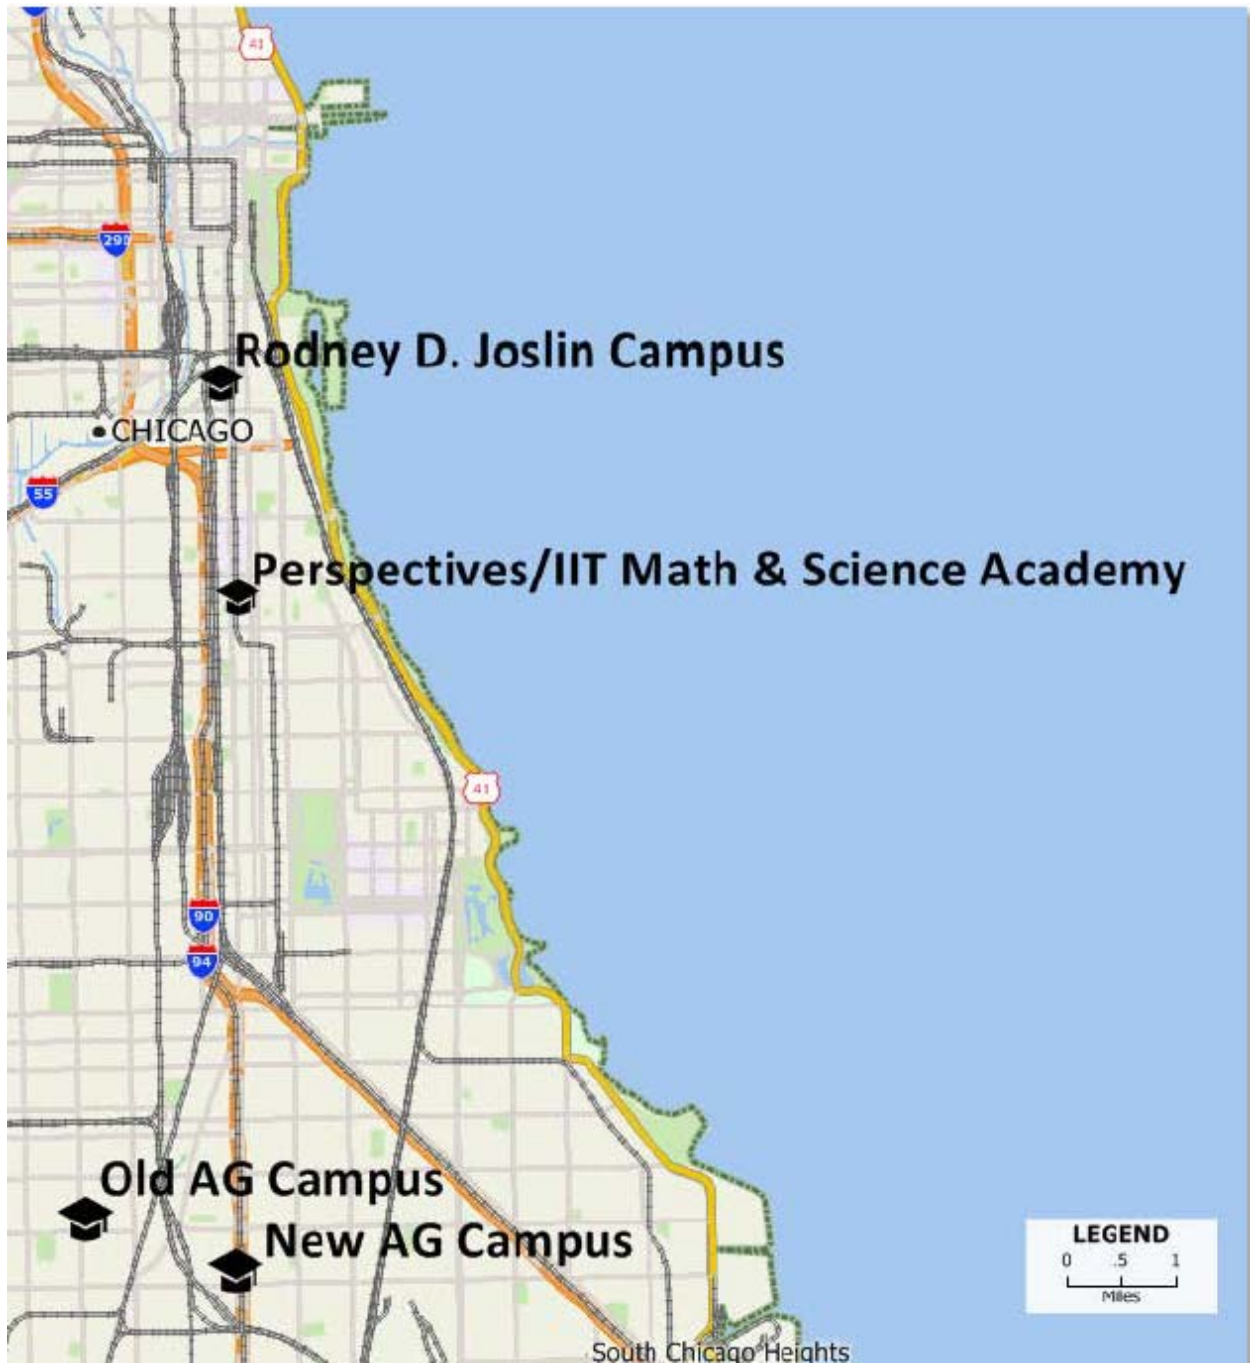 41
290
Rodney D. Joslin Campus
CHICAGO
55
Perspectives/IIT Math & Science Academy
41
90
94
Old AG Campus
New AG Campus
LEGEND
0 .5 1
Miles
South Chicago Heights